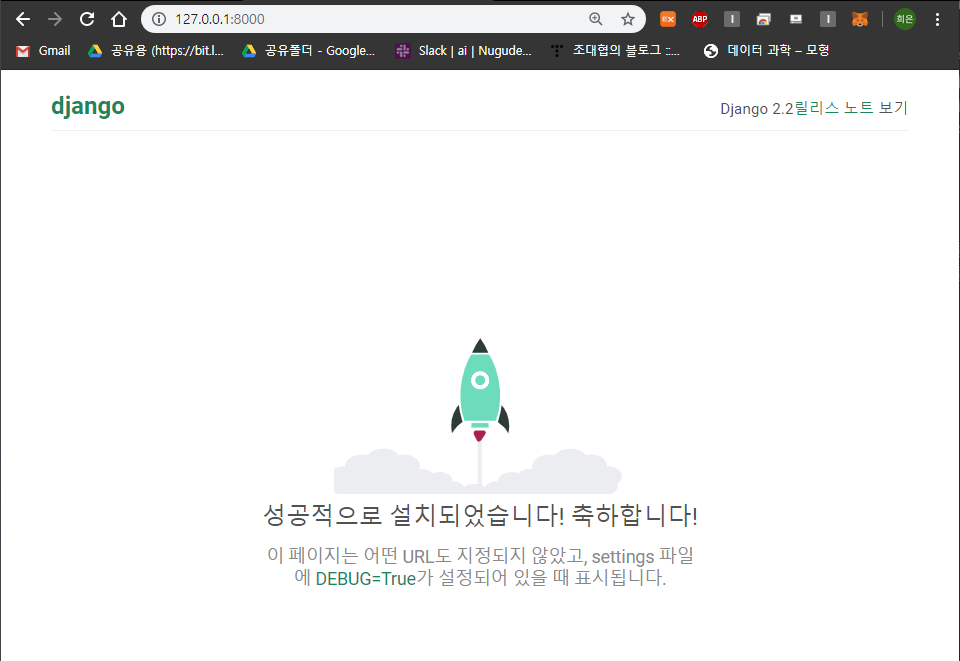 127.0.0.1:8000
EX
ABP
희은
Gmail
공유용 (https://bit.l...
공유폴더 - Google...
Slack | ai | Nugude...
조대협의 블로그 ::...
데이터 과학 – 모형
django
Django 2.2릴리스 노트 보기
성공적으로 설치되었습니다! 축하합니다!
이 페이지는 어떤 URL도 지정되지 않았고, settings 파일
에 DEBUG=True가 설정되어 있을 때 표시됩니다.